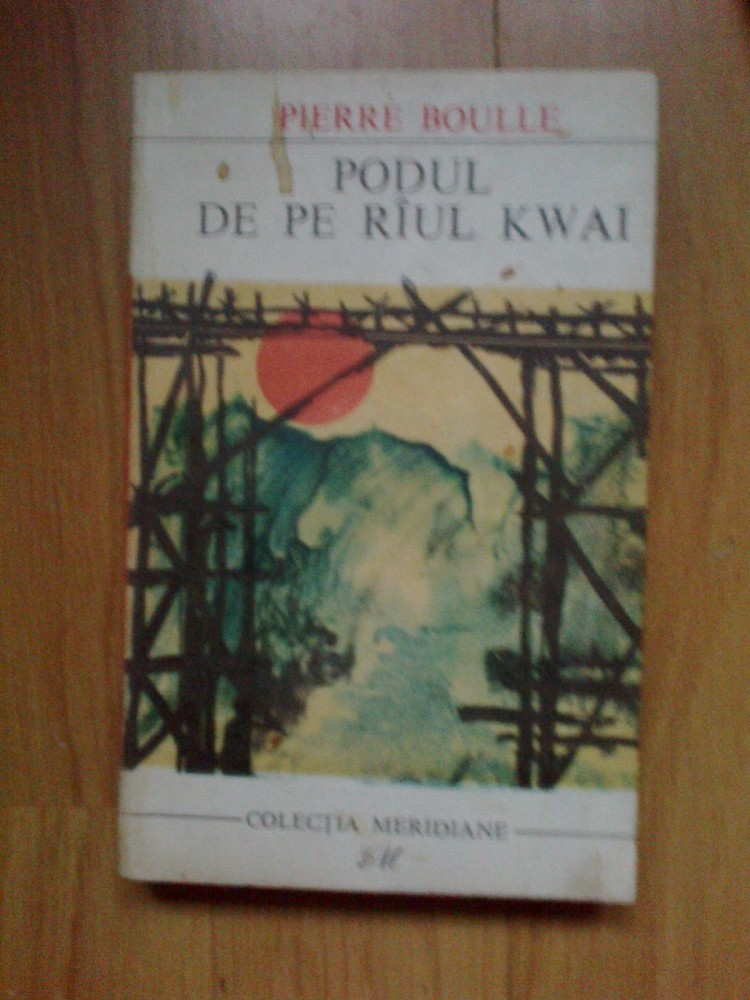 PIERRE BOULLE
PODUL
DE PE RÎUL KWAI
COLECȚIA MERIDIANE